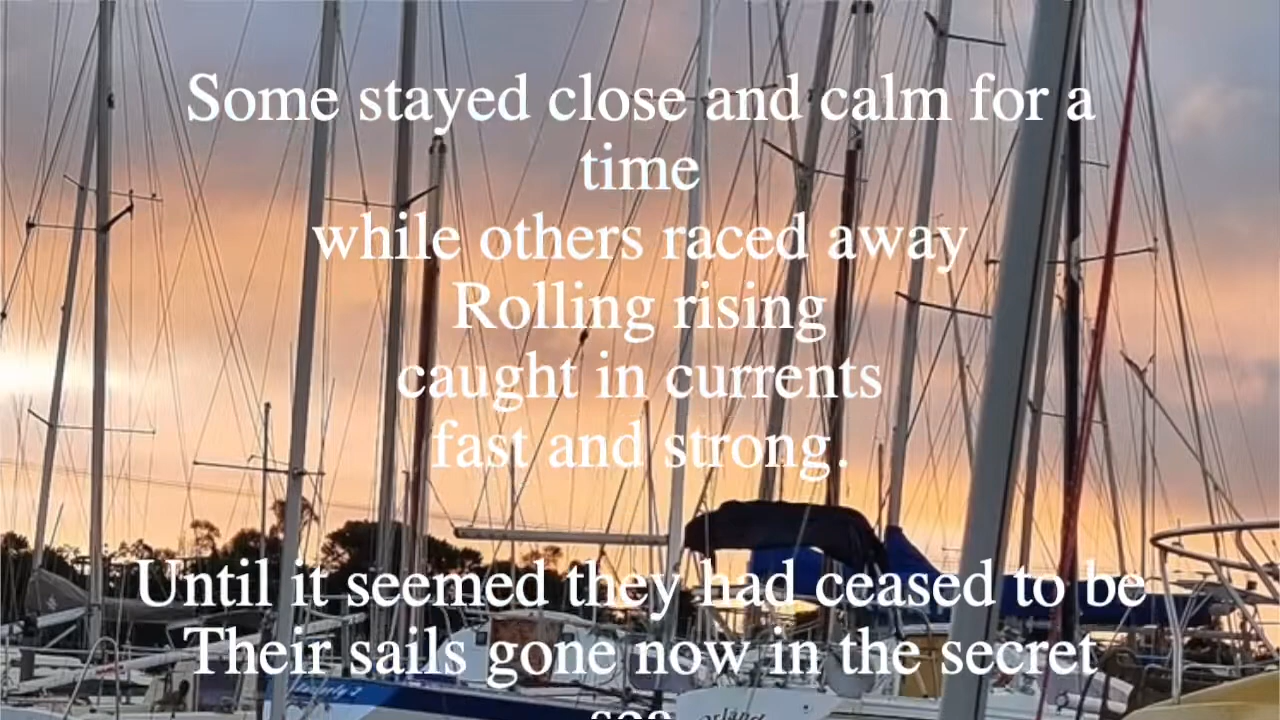 Some stayed close and calm for a
time
while others raced away
Rolling rising
caught in currents
fast and strong.
Until it seemed they had ceased to be
Their sails gone now in the secret